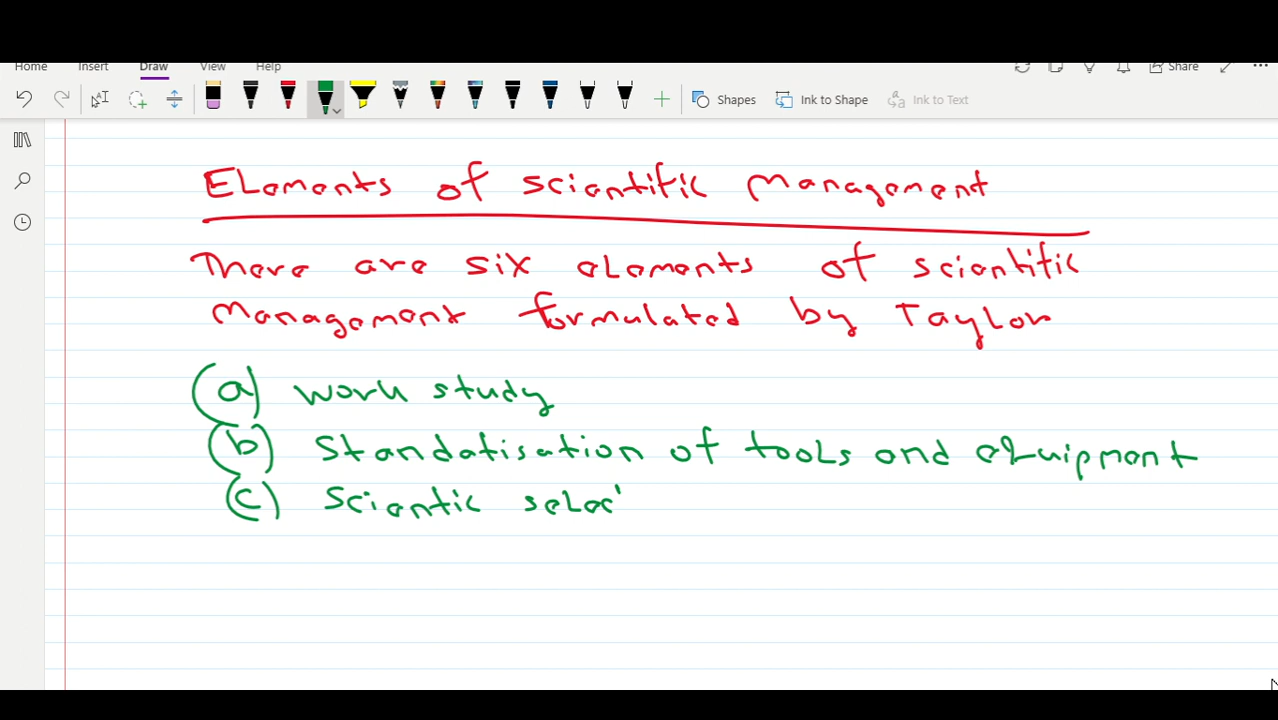 Home Insert Draw View Help Share
Shapes Ink to Shape Ink to Text
Elements of scientific Management
There are six elements of scientific
Management formulated by Taylor
(a) work study
(b) Standatisation of tools and equipment
(c) Sciantic selec